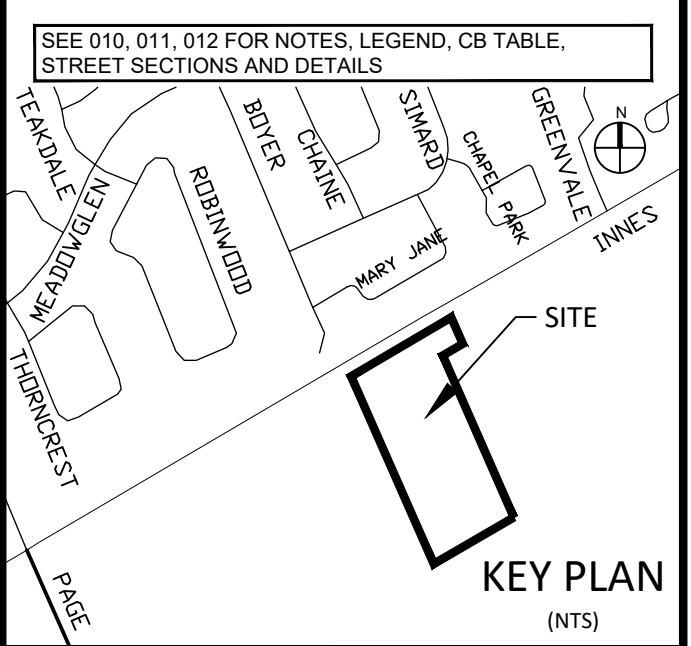 SEE 010, 011, 012 FOR NOTES, LEGEND, CB TABLE,
STREET SECTIONS AND DETAILS
TEAKDALE
MEADOWGLEN
ROBINWOOD
BOYER
CHAINE
SIMARD
CHAPEL PARK
GREENVALE
N
INNES
MARY JANE
SITE
THORNCREST
PAGE
KEY PLAN
(NTS)